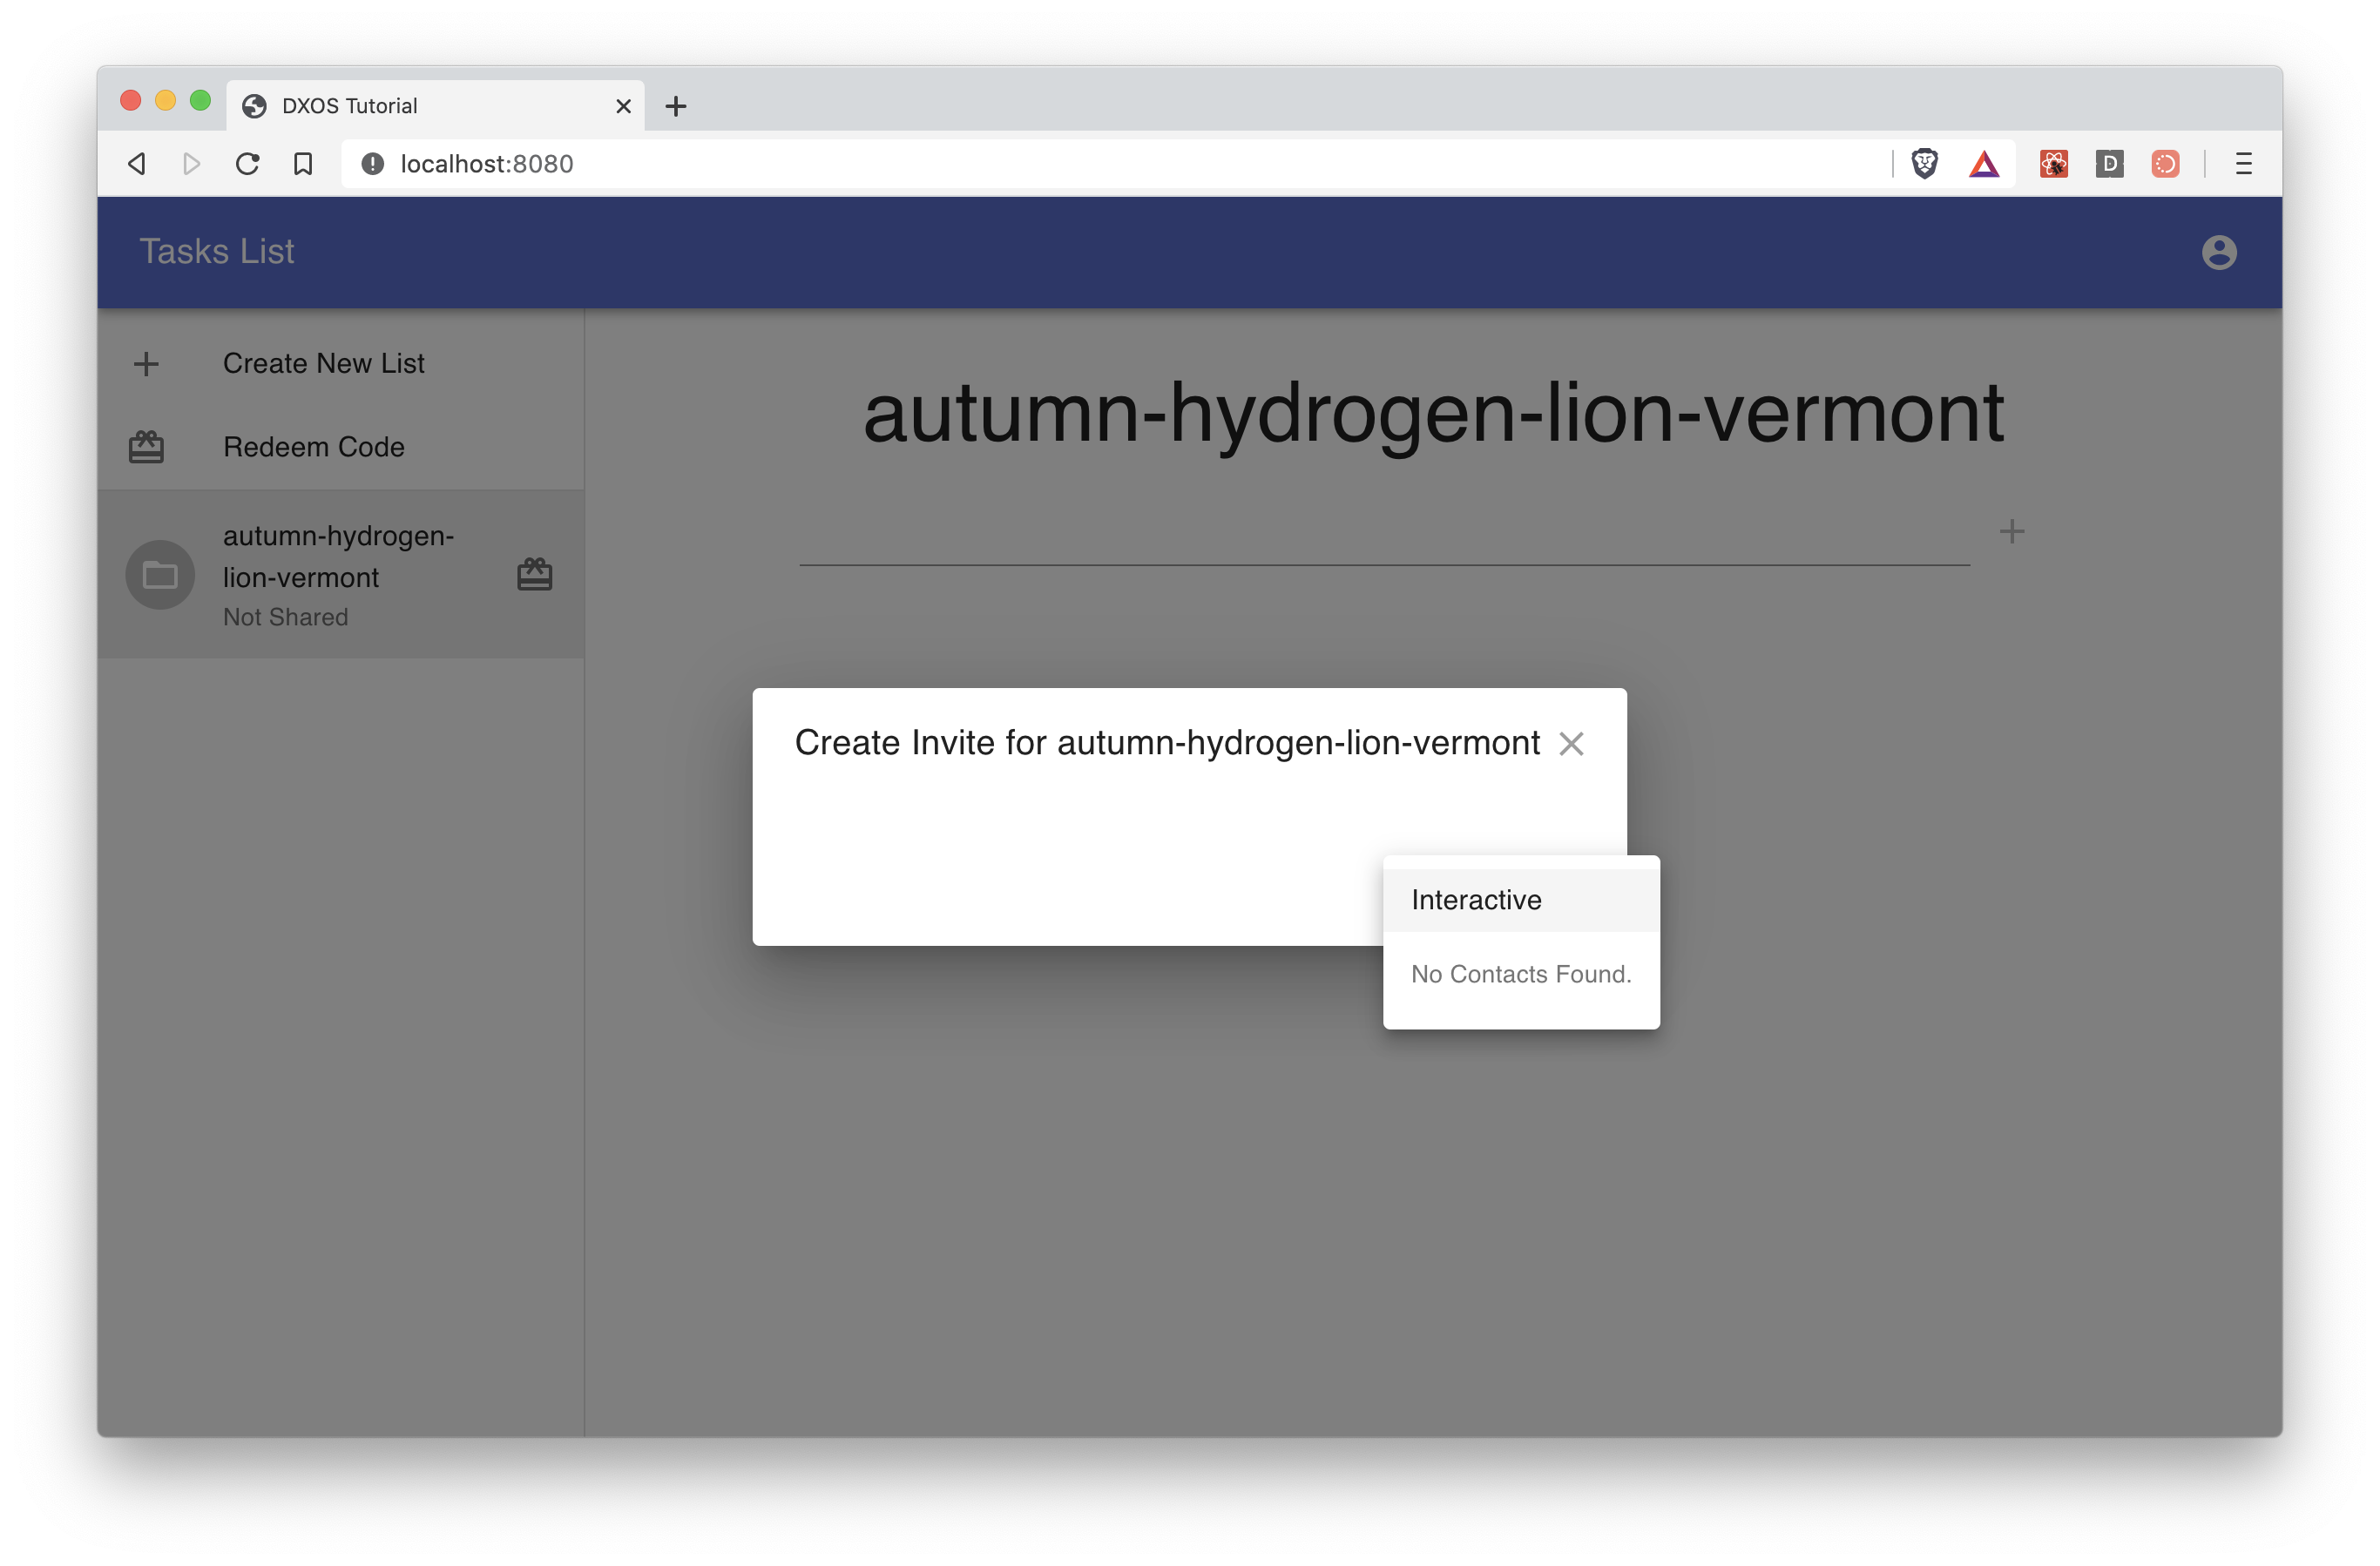 DXOS Tutorial
localhost:8080
D
Tasks List
Create New List
Redeem Code
autumn-hydrogen-
lion-vermont
Not Shared
autumn-hydrogen-lion-vermont
Create Invite for autumn-hydrogen-lion-vermont
Interactive
No Contacts Found.